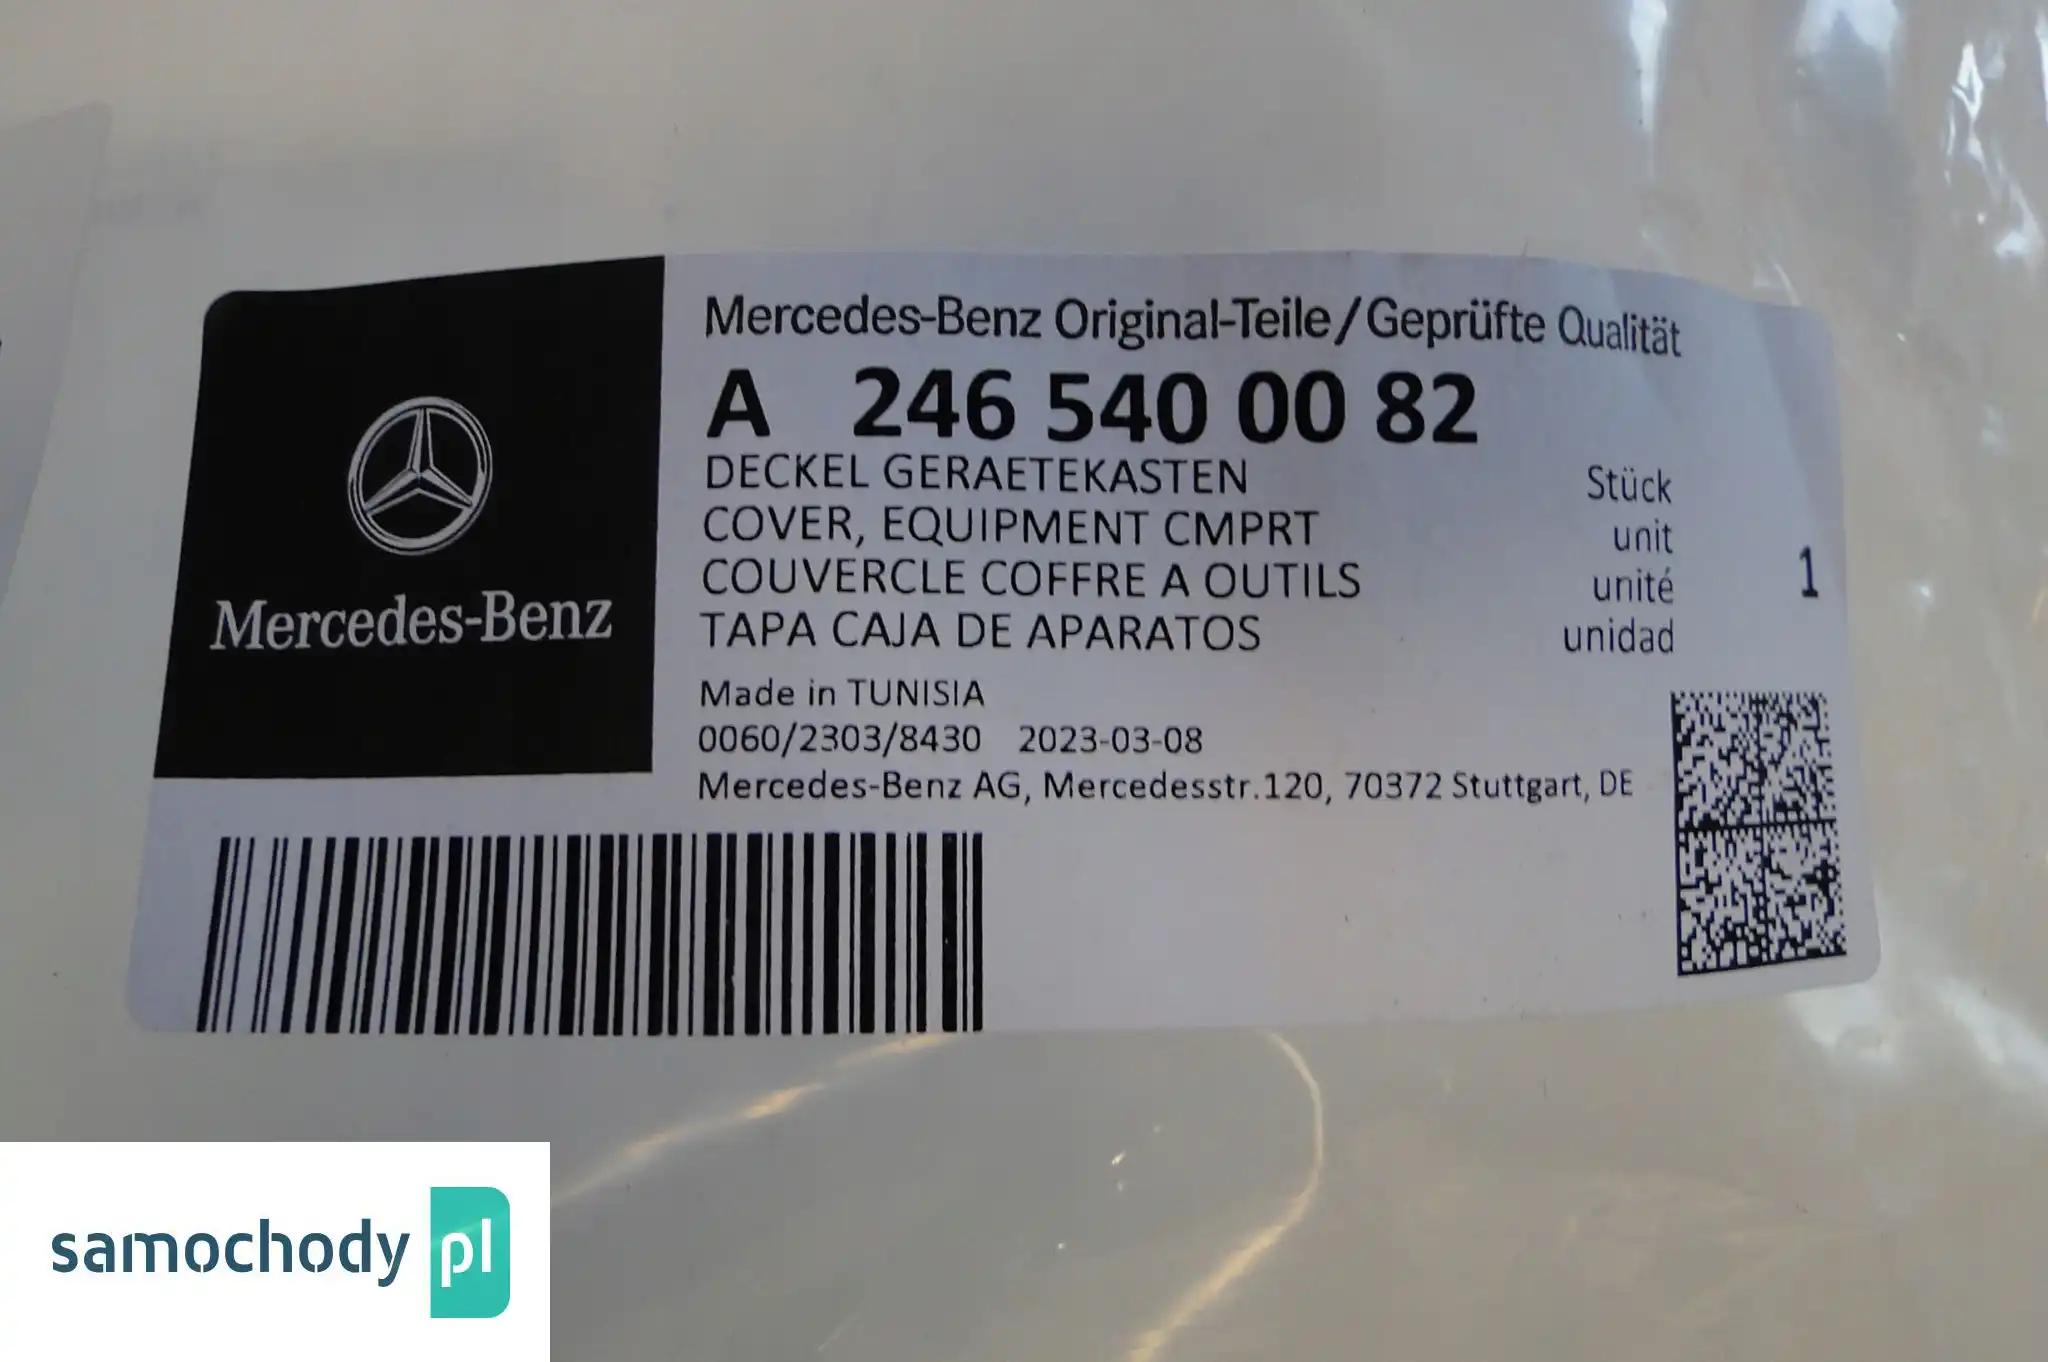 Mercedes-Benz
Mercedes-Benz Original-Teile/Geprüfte Qualität
A 246 540 00 82
DECKEL GERAETEKASTEN Stück
COVER, EQUIPMENT CMPRT unit
COUVERCLE COFFRE A OUTILS unité 1
TAPA CAJA DE APARATOS unidad
Made in TUNISIA
0060/2303/8430 2023-03-08
Mercedes-Benz AG, Mercedesstr.120, 70372 Stuttgart, DE
samochody pl